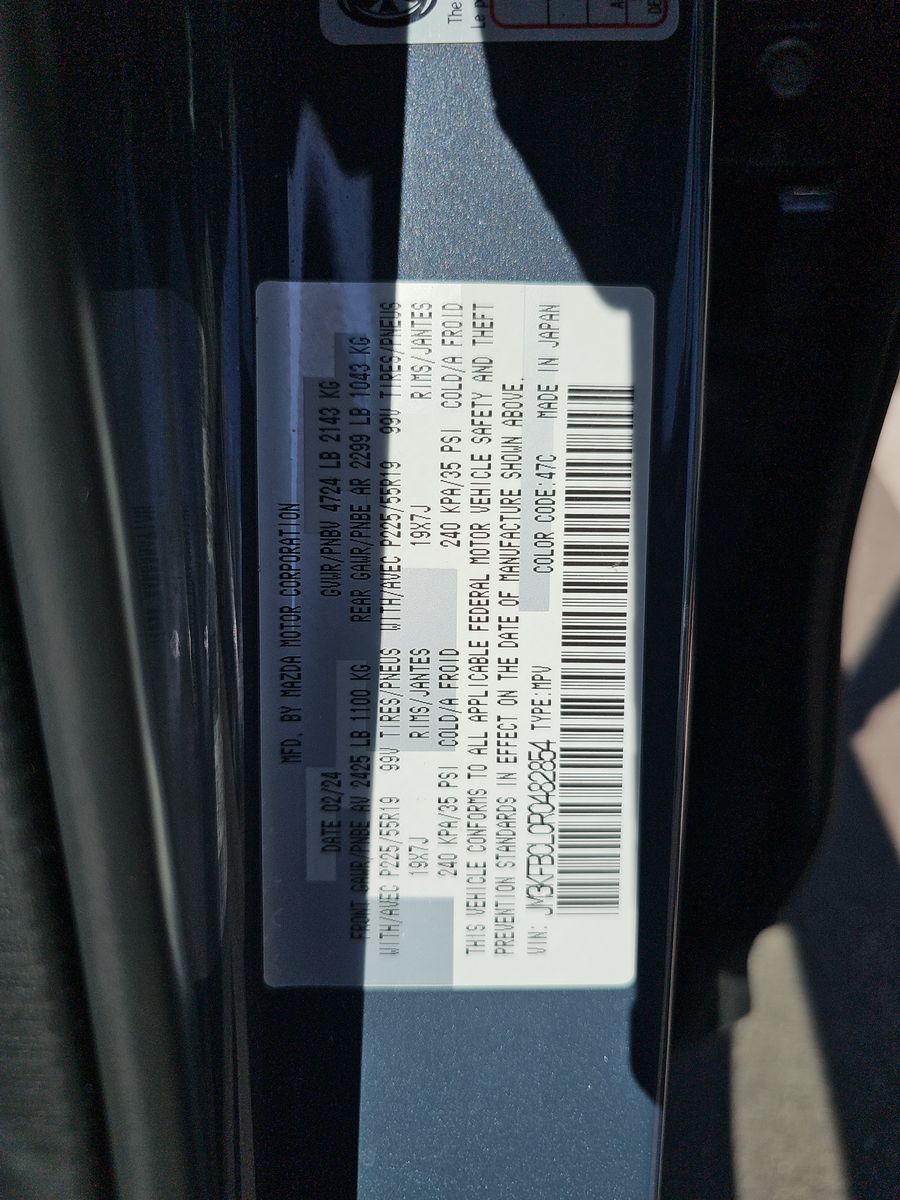 The
Le p
MFD. BY MAZDA MOTOR CORPORATION
DATE 02/24 GVWR/PNBV 4724 LB 2143 KG
FRONT GAWR/PNBE AV 2425 LB 1100 KG REAR GAWR/PNBE AR 2299 LB 1043 KG
WITH/AVEC P225/55R19 99V TIRES/PNEUS WITH/AVEC P225/55R19 99V TIRES/PNEUS
19X7J RIMS/JANTES 19X7J RIMS/JANTES
240 KPA/35 PSI COLD/A FROID 240 KPA/35 PSI COLD/A FROID
THIS VEHICLE CONFORMS TO ALL APPLICABLE FEDERAL MOTOR VEHICLE SAFETY AND THEFT
PREVENTION STANDARDS IN EFFECT ON THE DATE OF MANUFACTURE SHOWN ABOVE.
VIN: JM3KFBCL0R0482854 TYPE:MPV COLOR CODE:47C MADE IN JAPAN